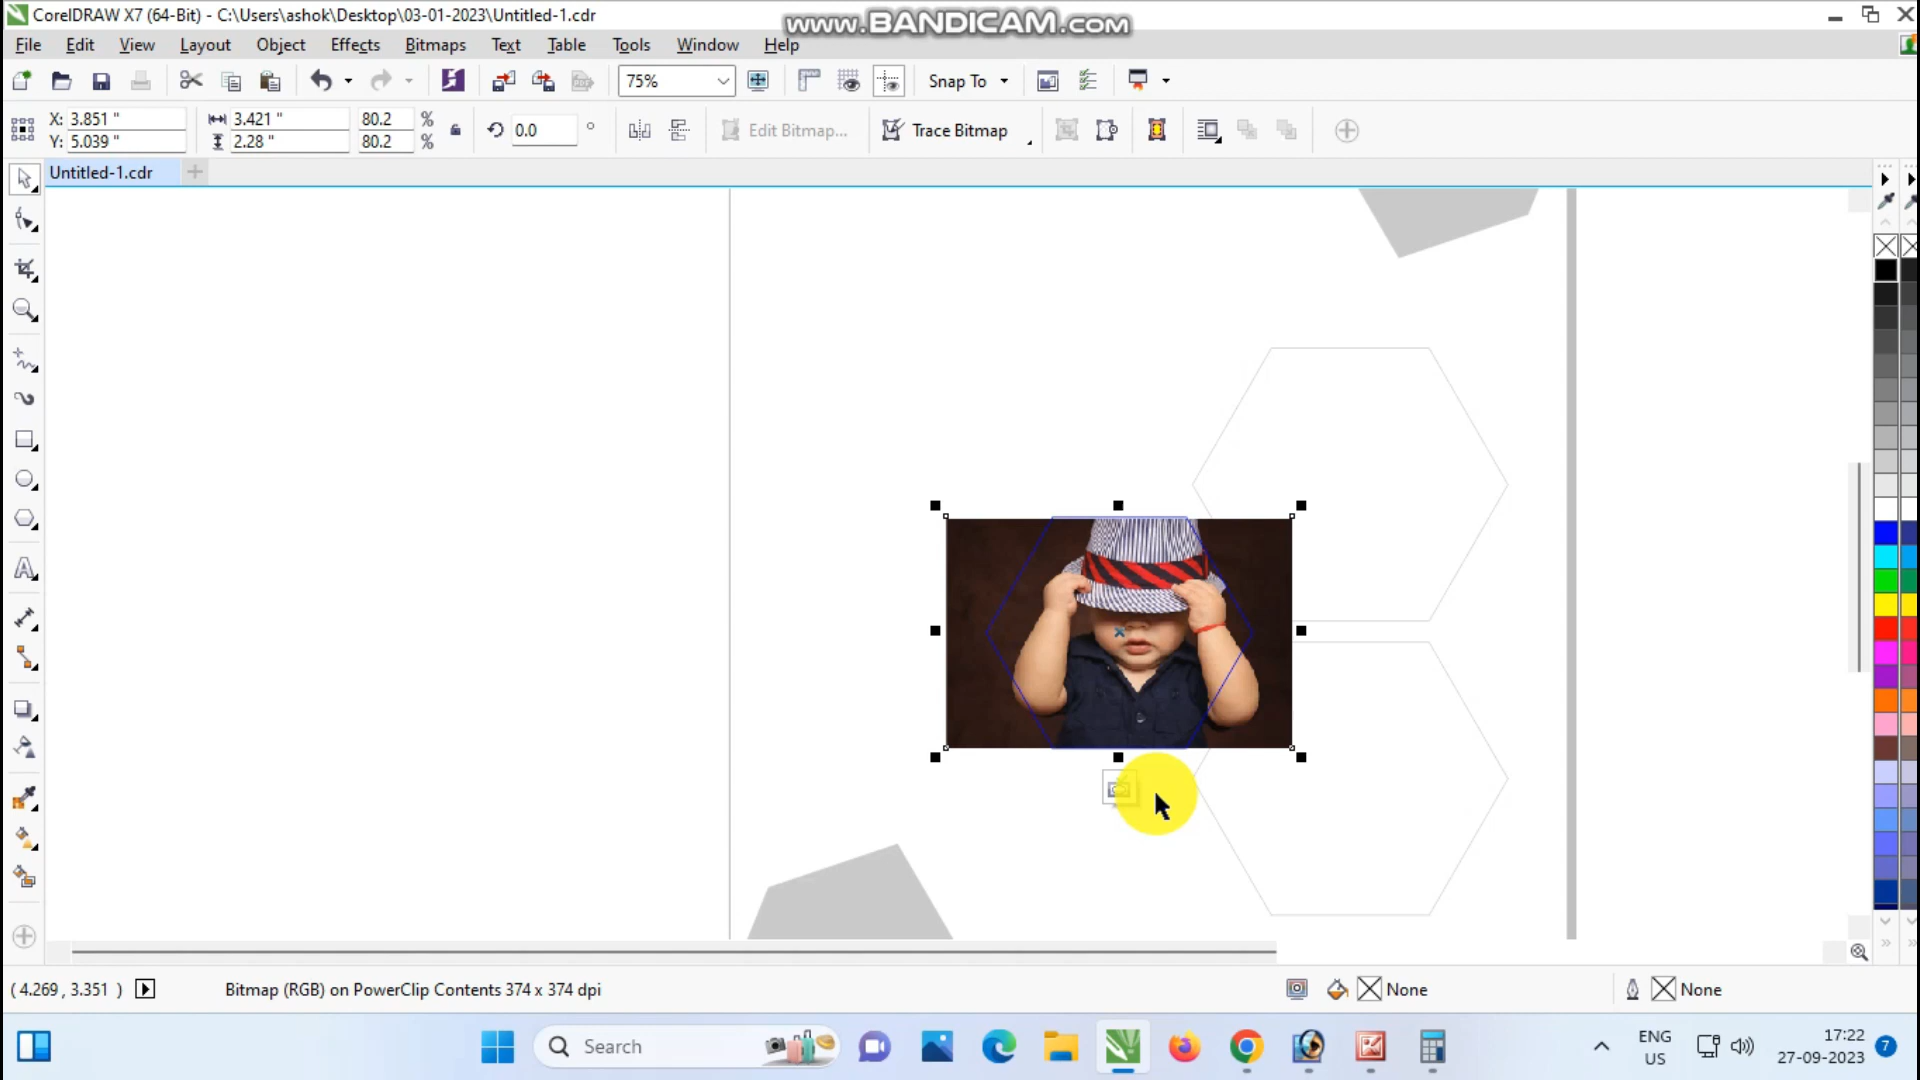 CorelDRAW X7 (64-Bit) - C:\Users\ashok\Desktop\03-01-2023\Untitled-1.cdr
www.BANDICAM.com
File Edit View Layout Object Effects Bitmaps Text Table Tools Window Help
75%
Snap To
X: 3.851 "
Y: 5.039 "
3.421 "
2.28 "
80.2 %
80.2 %
0.0 °
Edit Bitmap...
Trace Bitmap
Untitled-1.cdr
( 4.269 , 3.351 )
Bitmap (RGB) on PowerClip Contents 374 x 374 dpi
None
None
Search
ENG
US
17:22
27-09-2023
7